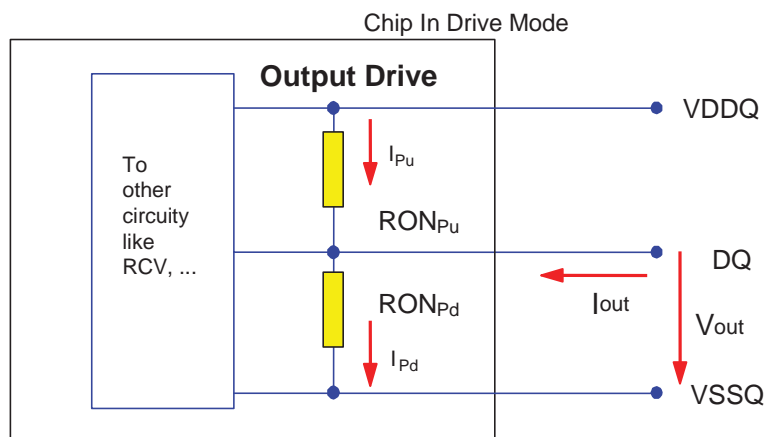 Chip In Drive Mode
Output Drive
VDDQ
To
other
circuity
like
RCV, ...
IPu
RONPu
DQ
Iout
RONPd
Vout
IPd
VSSQ